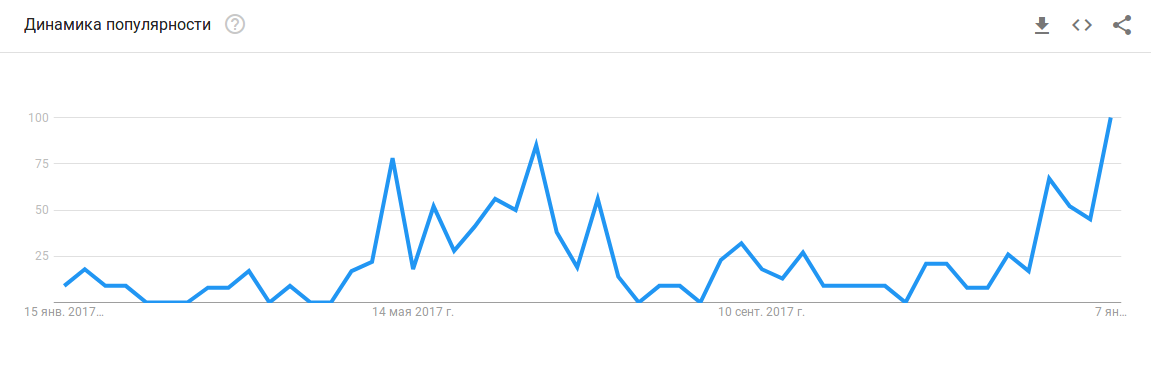 Динамика популярности
100
75
50
25
15 янв. 2017…
14 мая 2017 г.
10 сент. 2017 г.
7 ян…